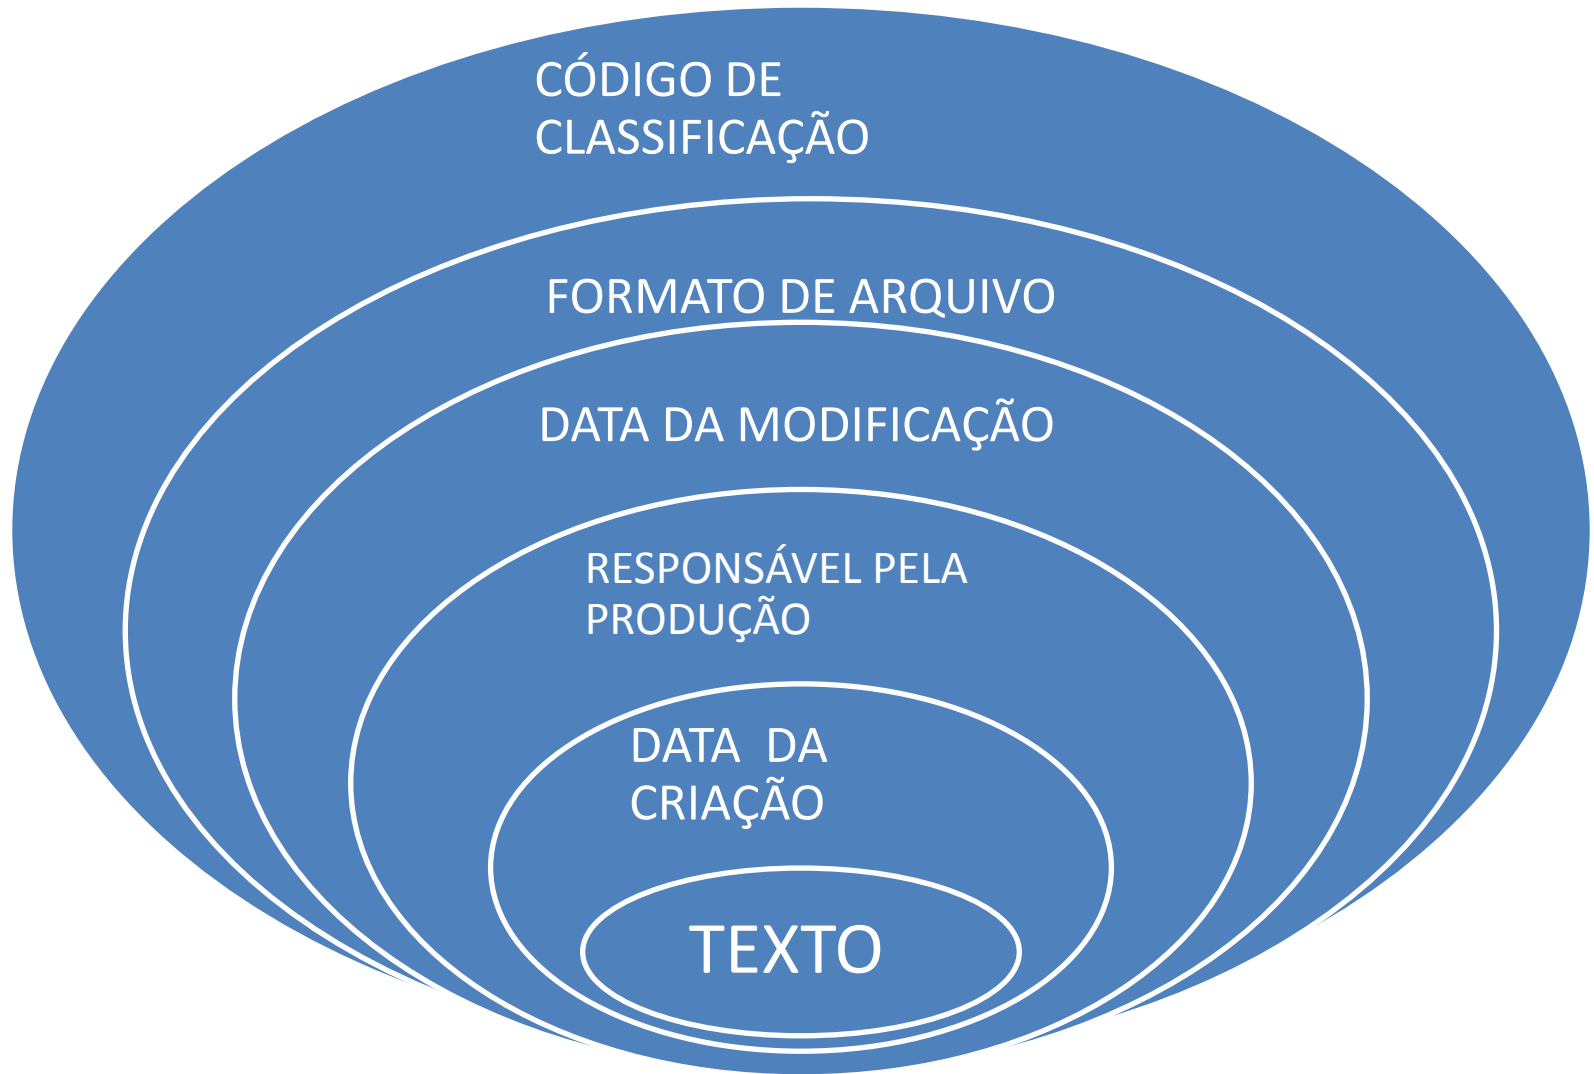 CÓDIGO DE
CLASSIFICAÇÃO
FORMATO DE ARQUIVO
DATA DA MODIFICAÇÃO
RESPONSÁVEL PELA
PRODUÇÃO
DATA DA
CRIAÇÃO
TEXTO